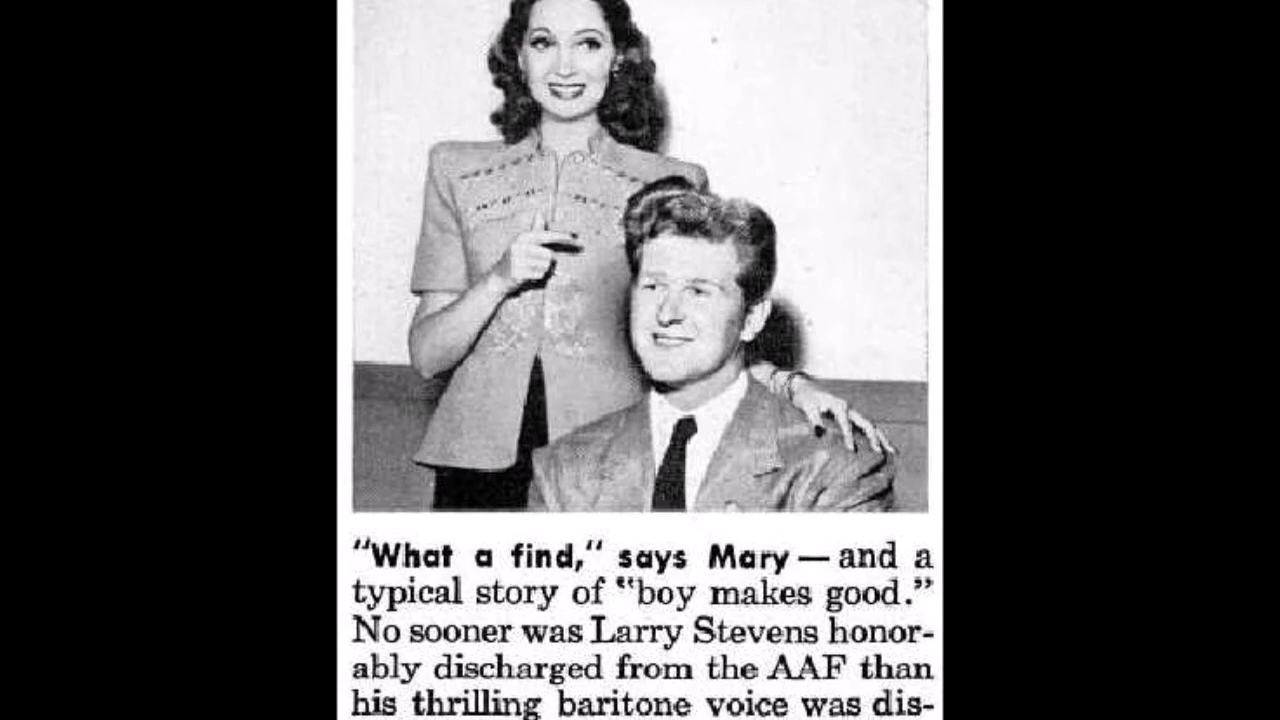 "What a find," says Mary — and a
typical story of "boy makes good."
No sooner was Larry Stevens honor-
ably discharged from the AAF than
his thrilling baritone voice was dis-